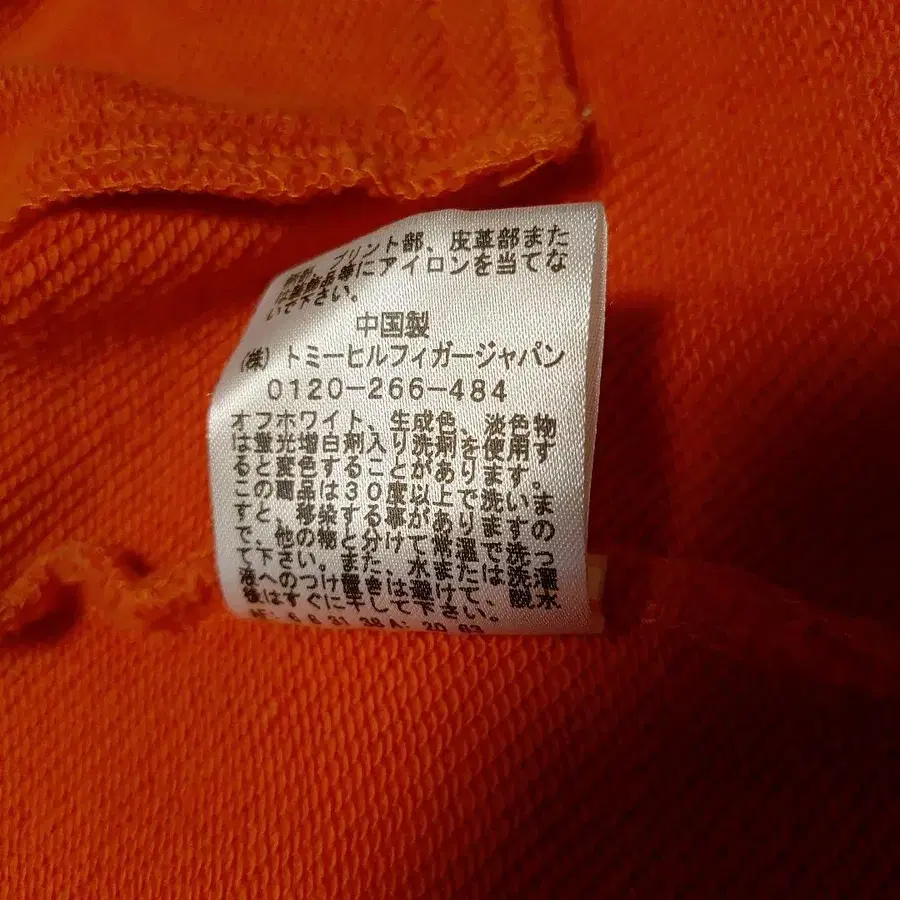 プリント部、皮革部また
は装飾品等にアイロンを当てな
いで下さい。
中国製
(株) トミーヒルフィガージャパン
0120-266-484
オフホワイト、生成色、淡色物
は蛍光増白剤入り洗剤を使用す
ると変色することがあります。
この商品は30度以上で洗いま
すと、移染する事がありますの
で、他の物と分けて常温で洗っ
て下さい。また、水または洗濯
液へのつけ置きは避け、洗濯
後はすぐに干して下さい。